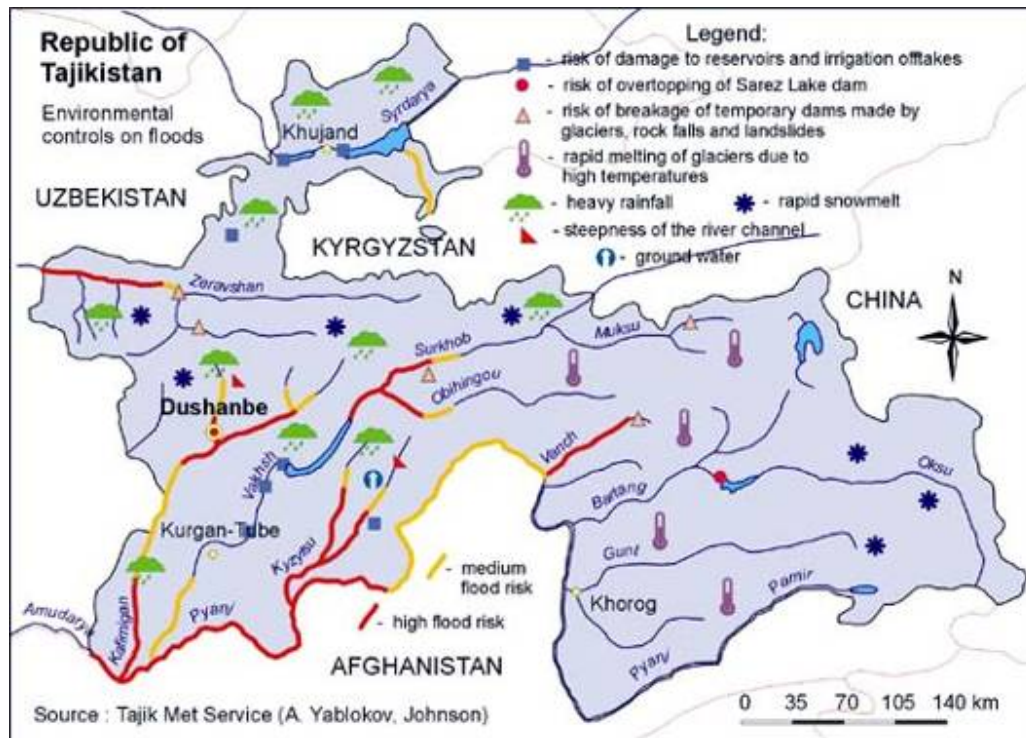 Republic of
Tajikistan
Environmental
controls on floods
Legend:
- risk of damage to reservoirs and irrigation offtakes
- risk of overtopping of Sarez Lake dam
- risk of breakage of temporary dams made by
glaciers, rock falls and landslides
- rapid melting of glaciers due to
high temperatures
- heavy rainfall
- rapid snowmelt
- steepness of the river channel
- ground water
Syrdarya
Khujand
UZBEKISTAN
KYRGYZSTAN
CHINA
N
Zeravshan
Surkhob
Muksu
Obihingou
Dushanbe
Vakhsh
Vanch
Bartang
Oksu
Kurgan-Tube
Kyzylsu
Gunt
Khorog
Pamir
- medium
flood risk
- high flood risk
Amudarya
Kafirnigan
Pyanj
Pyanj
AFGHANISTAN
Source : Tajik Met Service (A. Yablokov, Johnson)
0 35 70 105 140 km